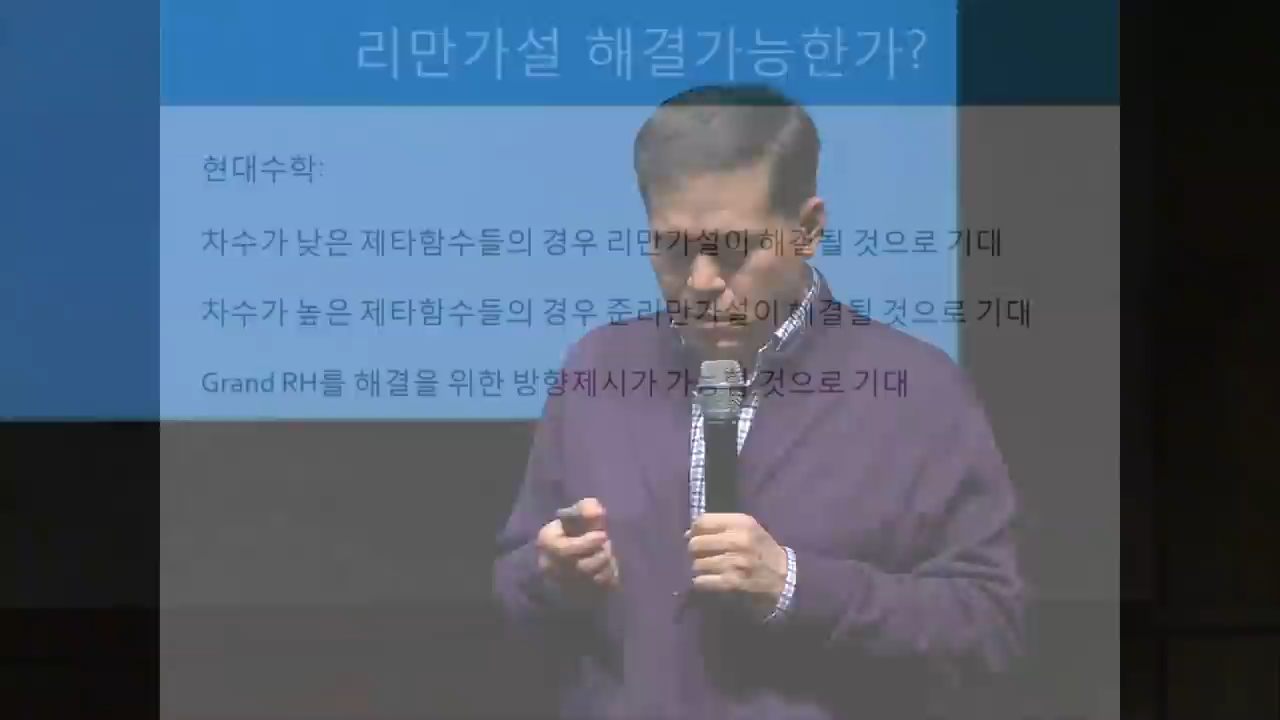 리만가설 해결가능한가?
현대수학:
차수가 낮은 제타함수들의 경우 리만가설이 해결될 것으로 기대
차수가 높은 제타함수들의 경우 준리만가설이 해결될 것으로 기대
Grand RH를 해결을 위한 방향제시가 가능할 것으로 기대